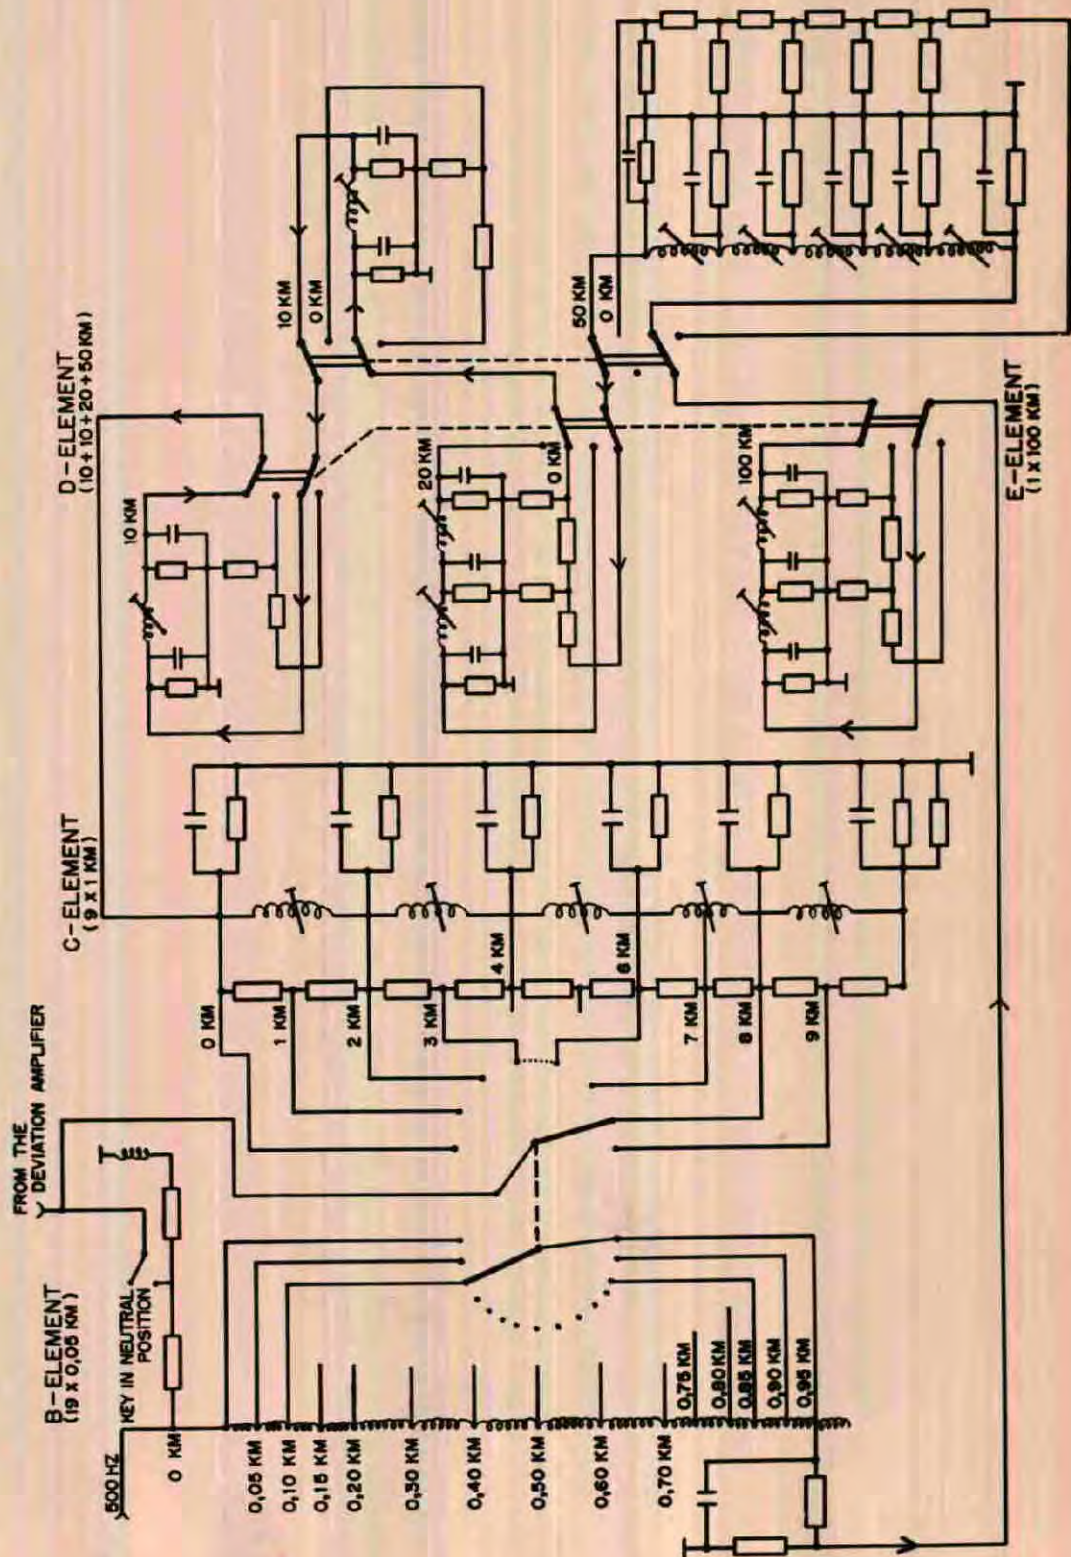 FROM THE
DEVIATION AMPLIFIER
B-ELEMENT
(19 X 0,05 KM)
KEY IN NEUTRAL
POSITION
500 HZ
0 KM
0,05 KM
0,10 KM
0,15 KM
0,20 KM
0,30 KM
0,40 KM
0,50 KM
0,60 KM
0,70 KM
0,75 KM
0,80 KM
0,85 KM
0,90 KM
0,95 KM
C-ELEMENT
(9 X 1 KM)
0 KM
1 KM
2 KM
3 KM
4 KM
6 KM
7 KM
8 KM
9 KM
D-ELEMENT
(10+10+20+50KM)
10 KM
10 KM
0 KM
20 KM
0 KM
50 KM
0 KM
100 KM
E-ELEMENT
(1 X 100 KM)